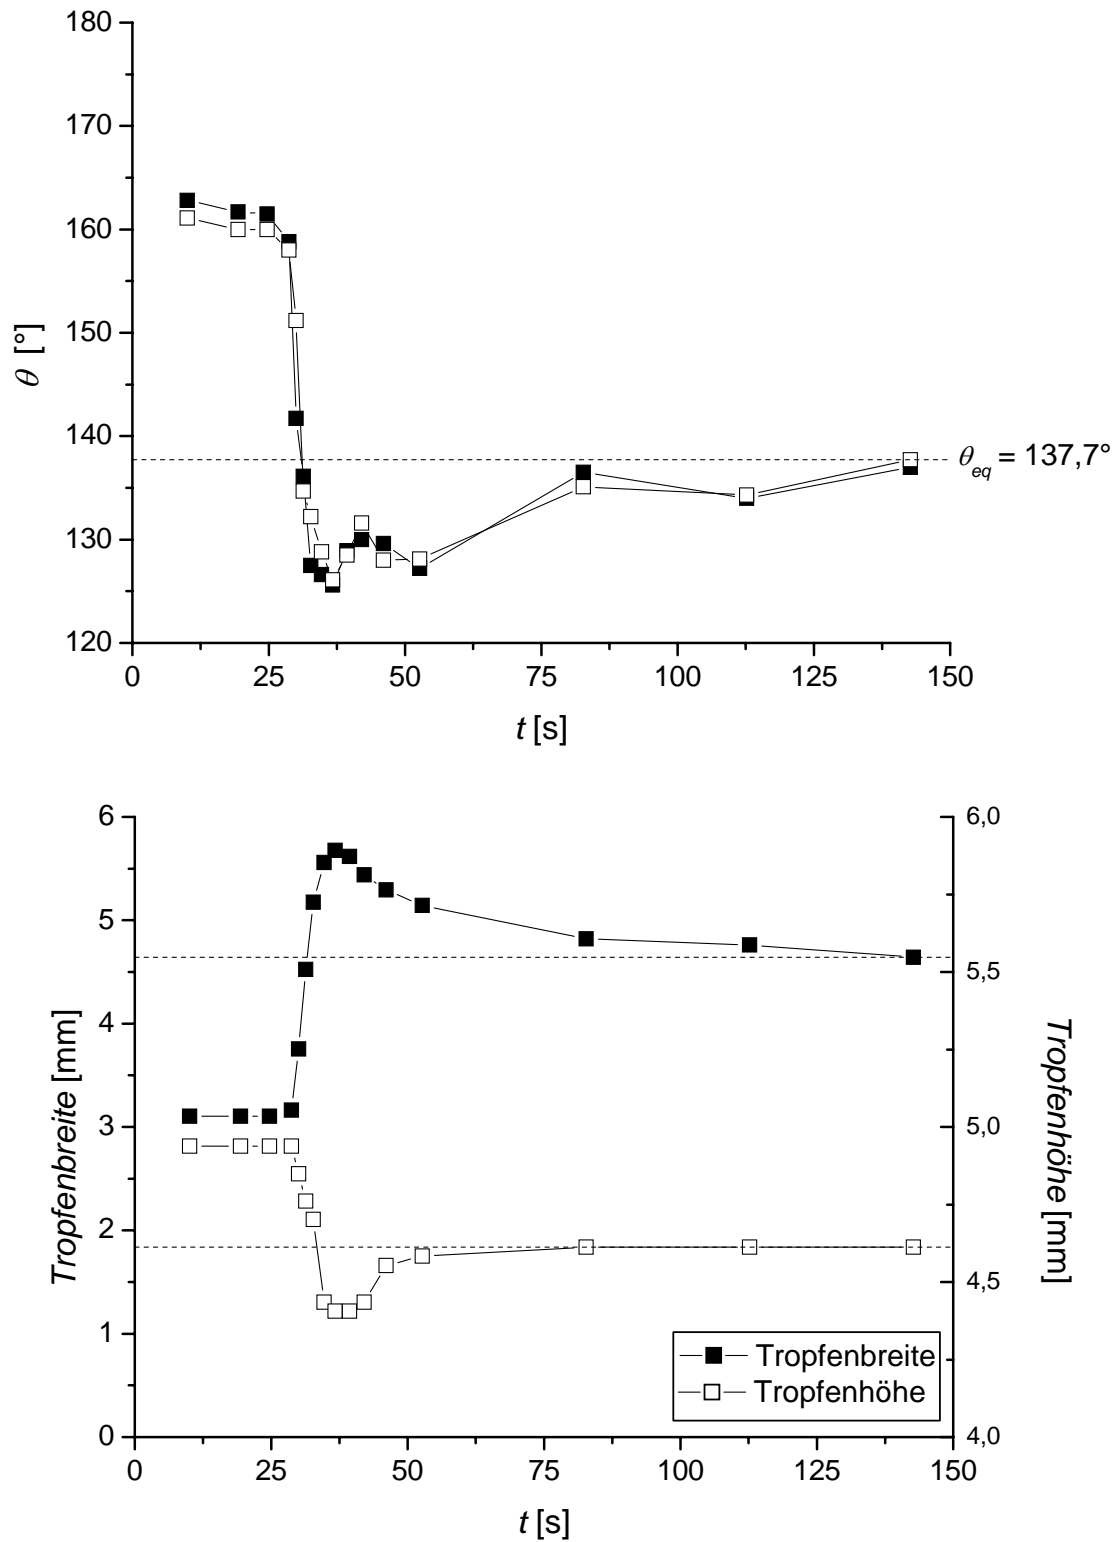 180
170
160
150
140
130
120
θ [°]
θeq = 137,7°
0 25 50 75 100 125 150
t [s]
6
5
4
3
2
1
0
Tropfenbreite [mm]
6,0
5,5
5,0
4,5
4,0
Tropfenhöhe [mm]
Tropfenbreite
Tropfenhöhe
0 25 50 75 100 125 150
t [s]